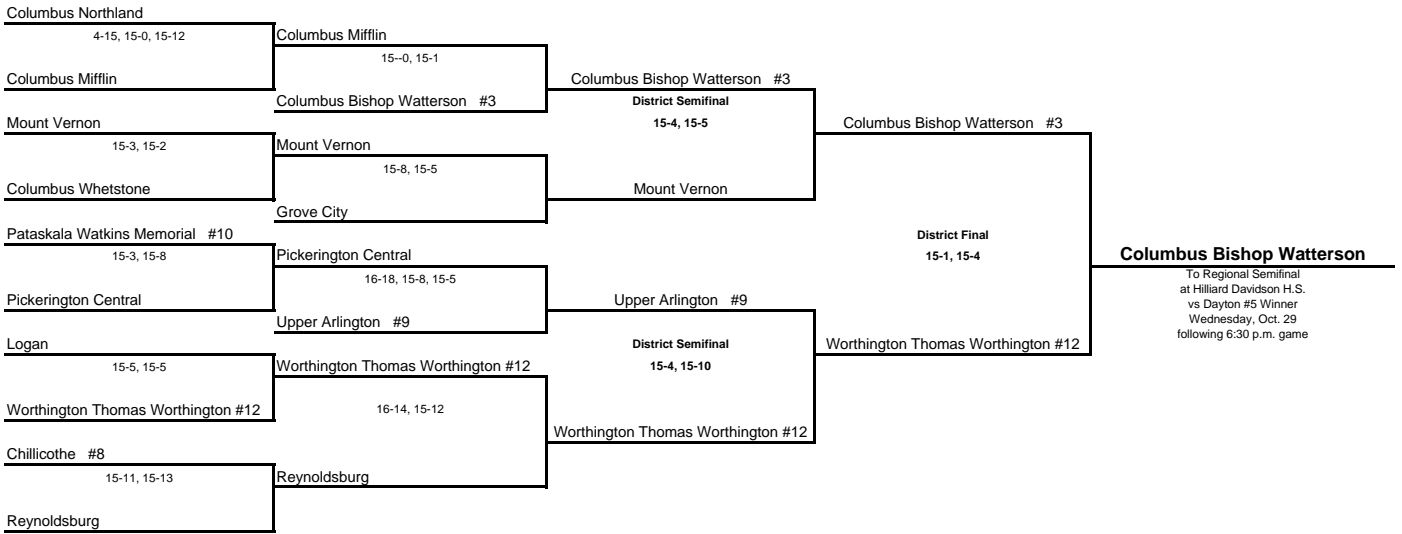 Columbus Northland
4-15, 15-0, 15-12
Columbus Mifflin
Columbus Mifflin
15--0, 15-1
Columbus Bishop Watterson #3
Columbus Bishop Watterson #3
District Semifinal
15-4, 15-5
Mount Vernon
15-3, 15-2
Columbus Whetstone
Mount Vernon
15-8, 15-5
Grove City
Mount Vernon
Columbus Bishop Watterson #3
Pataskala Watkins Memorial #10
15-3, 15-8
Pickerington Central
Pickerington Central
16-18, 15-8, 15-5
Upper Arlington #9
Upper Arlington #9
District Semifinal
15-4, 15-10
Logan
15-5, 15-5
Worthington Thomas Worthington #12
Worthington Thomas Worthington #12
16-14, 15-12
Chillicothe #8
15-11, 15-13
Reynoldsburg
Reynoldsburg
Worthington Thomas Worthington #12
Worthington Thomas Worthington #12
District Final
15-1, 15-4
Columbus Bishop Watterson
To Regional Semifinal
at Hilliard Davidson H.S.
vs Dayton #5 Winner
Wednesday, Oct. 29
following 6:30 p.m. game